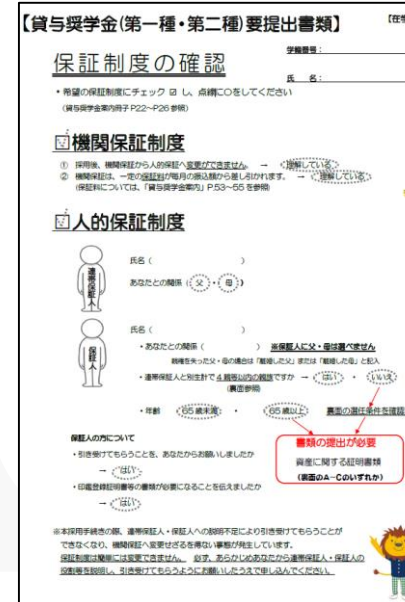 【貸与奨学金(第一種・第二種)要提出書類】
【在学
学籍番号：
保証制度の確認
氏　名：
・希望の保証制度にチェック ☑ し、点線に○をしてください
(貸与奨学金案内冊子 P22～P26 参照)
☑機関保証制度
① 採用後、機関保証から人的保証へ変更ができません。 → 理解している
② 機関保証は、一定の保証料が毎月の振込額から差し引かれます。 → 理解している
(保証料については、「貸与奨学金案内」P.53～55 を参照)
☑人的保証制度
連帯保証人
氏名（　　　）
あなたとの関係（ 父 ・ 母 ）
保証人
氏名（　　　）
・あなたとの関係（　　　） ※保証人に父・母は選べません
親権を失った父・母の場合は「離婚した父」または「離婚した母」と記入
・連帯保証人と別生計で4親等以内の親族ですか → はい ・ いいえ
(裏面参照)
・年齢 65歳未満 ・ 65歳以上 裏面の選任条件を確認
書類の提出が必要
資産に関する証明書類
(裏面のA～Cのいずれか)
保証人の方について
・引き受けてもらうことを、あなたからお願いしましたか
→ はい
・印鑑登録証明書等の書類が必要になることを伝えましたか
→ はい
※本採用手続きの際、連帯保証人・保証人への説明不足により引き受けてもらうことが
できなくなり、機関保証へ変更せざるを得ない事態が発生しています。
保証制度は簡単には変更できません。必ず、あらかじめあなたから連帯保証人・保証人の
役割等を説明し、引き受けてもらうようにお願いしたうえで申し込んでください。